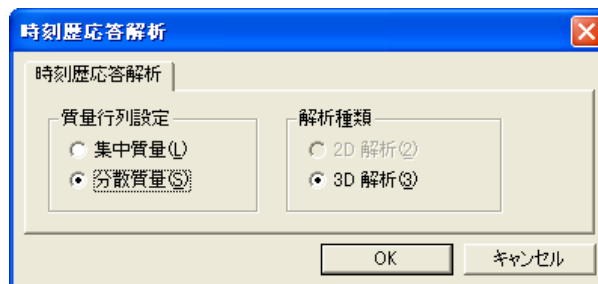 時刻歴応答解析
時刻歴応答解析
質量行列設定
集中質量(L)
分散質量(S)
解析種類
2D 解析(2)
3D 解析(3)
OK
キャンセル